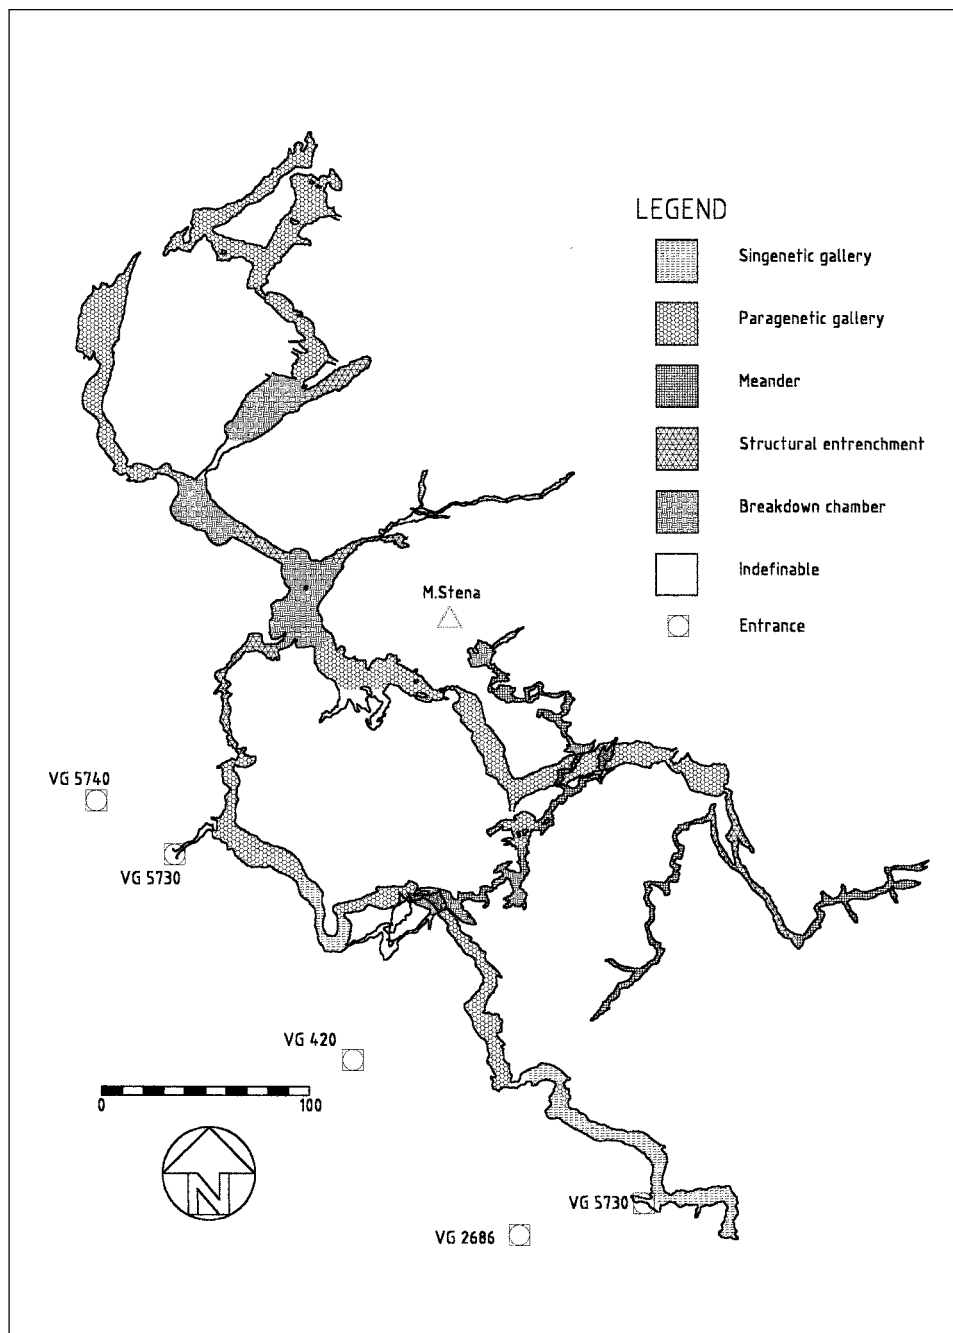 LEGEND
Singenetic gallery
Paragenetic gallery
Meander
Structural entrenchment
Breakdown chamber
Indefinable
Entrance
M.Stena
VG 5740
VG 5730
VG 420
0 100
N
VG 5730
VG 2686